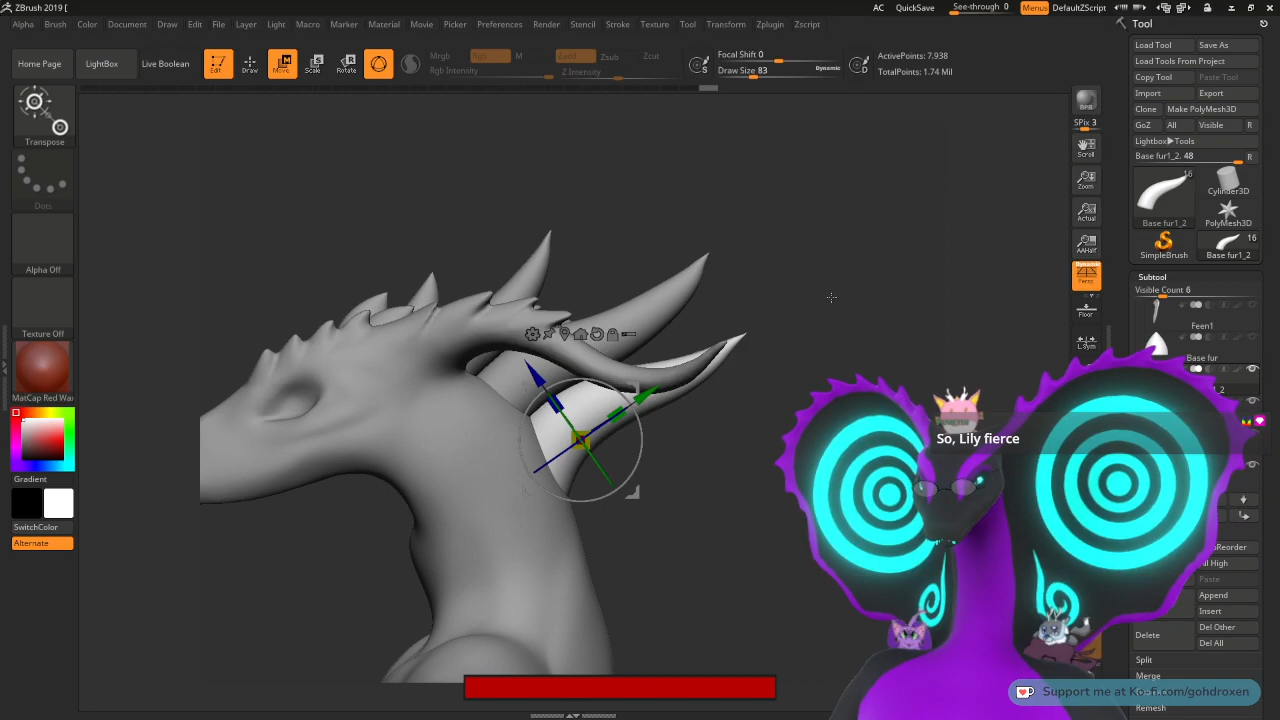 ZBrush 2019 [
AC QuickSave See-through 0 Menus DefaultZScript
Alpha Brush Color Document Draw Edit File Layer Light Macro Marker Material Movie Picker Preferences Render Stencil Stroke Texture Tool Transform Zplugin Zscript
Tool
Home Page LightBox Live Boolean Edit Draw Move Scale Rotate
Mrgb Rgb M
Rgb Intensity
Zadd Zsub Zcut
Z Intensity
S
Focal Shift 0
Draw Size 83 Dynamic
D
ActivePoints: 7,938
TotalPoints: 1.74 Mil
Load Tool Save As
Load Tools From Project
Copy Tool Paste Tool
Import Export
Clone Make PolyMesh3D
GoZ All Visible R
Lightbox▶Tools
Base fur1_2. 48 R
16
Cylinder3D
Base fur1_2 PolyMesh3D
16
SimpleBrush Base fur1_2
Subtool
Visible Count 6
Feen1
Base fur
Transpose
Dots
Alpha Off
Texture Off
MatCap Red Wax
Gradient
SwitchColor
Alternate
BPR
SPix 3
Scroll
Zoom
Actual
AAHalf
Dynamic
Persp
Floor
L.Sym
So, Lily fierce
All High
Paste
Append
Insert
Delete
Del Other
Del All
Split
Merge
Remesh
Support me at Ko-fi.com/gohdroxen